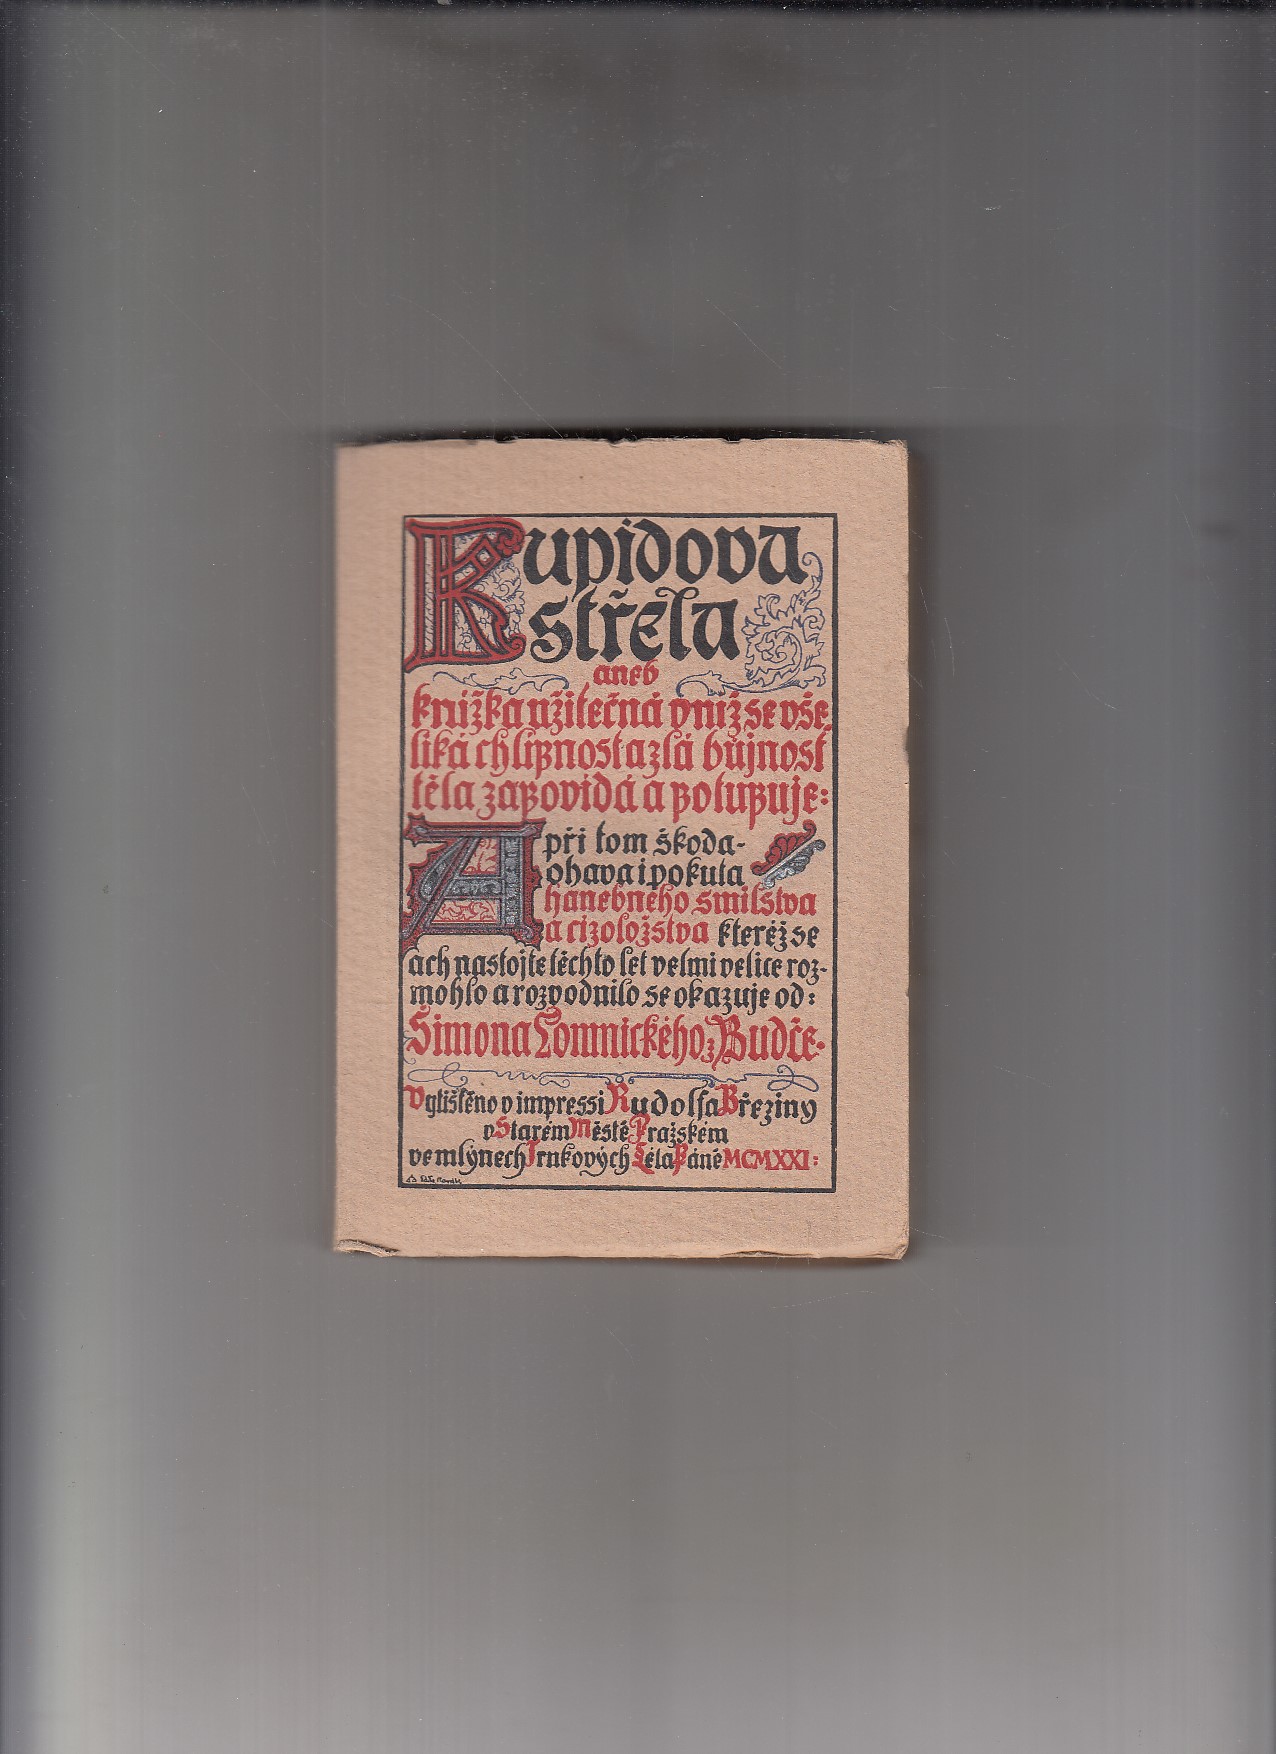 Kupidova
střela
aneb
knížka užitečná v níž se vše
liká chlipnost a zlá bujnosť
těla zapovídá a potupuje:
A při tom škoda-
ohava i pokuta
hanebného smilstva
a cizoložstva kteréž se
ach nastojte těchto let velmi velice roz-
mohlo a rozvodnilo se okazuje od:
Šimona Lomnického z Budče.
Vytištěno v impressi Rudolfa Březiny
v Starém Městě Pražském
ve mlýnech Trnkových Léta Páně MCMXXI: